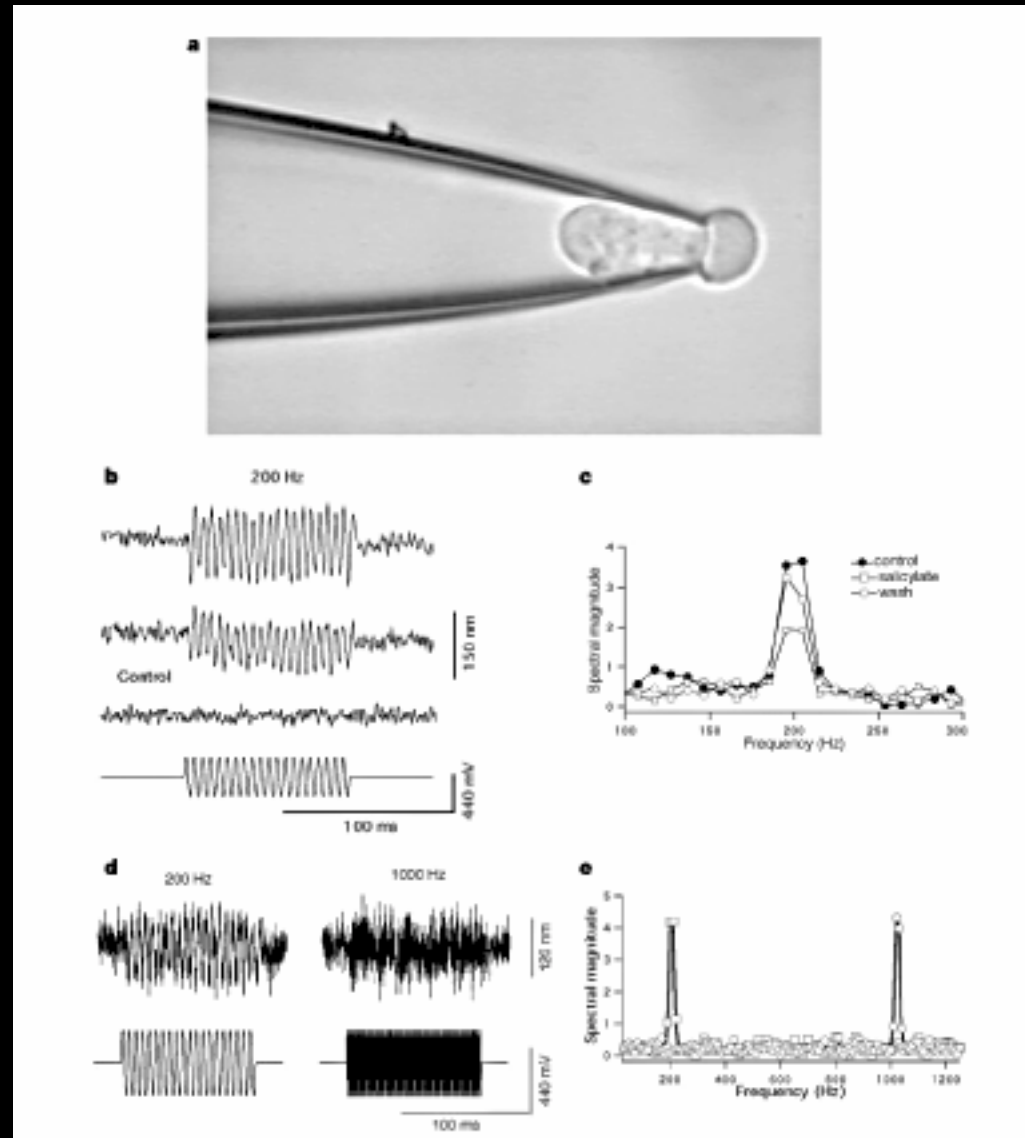 a
b
200 Hz
150 nm
Control
440 mV
100 ms
c
4
3
2
1
0
Spectral magnitude
control
salicylate
wash
100
150
200
250
300
Frequency (Hz)
d
200 Hz
1000 Hz
120 nm
440 mV
100 ms
e
5
4
3
2
1
0
Spectral magnitude
200
400
600
800
1000
1200
Frequency (Hz)